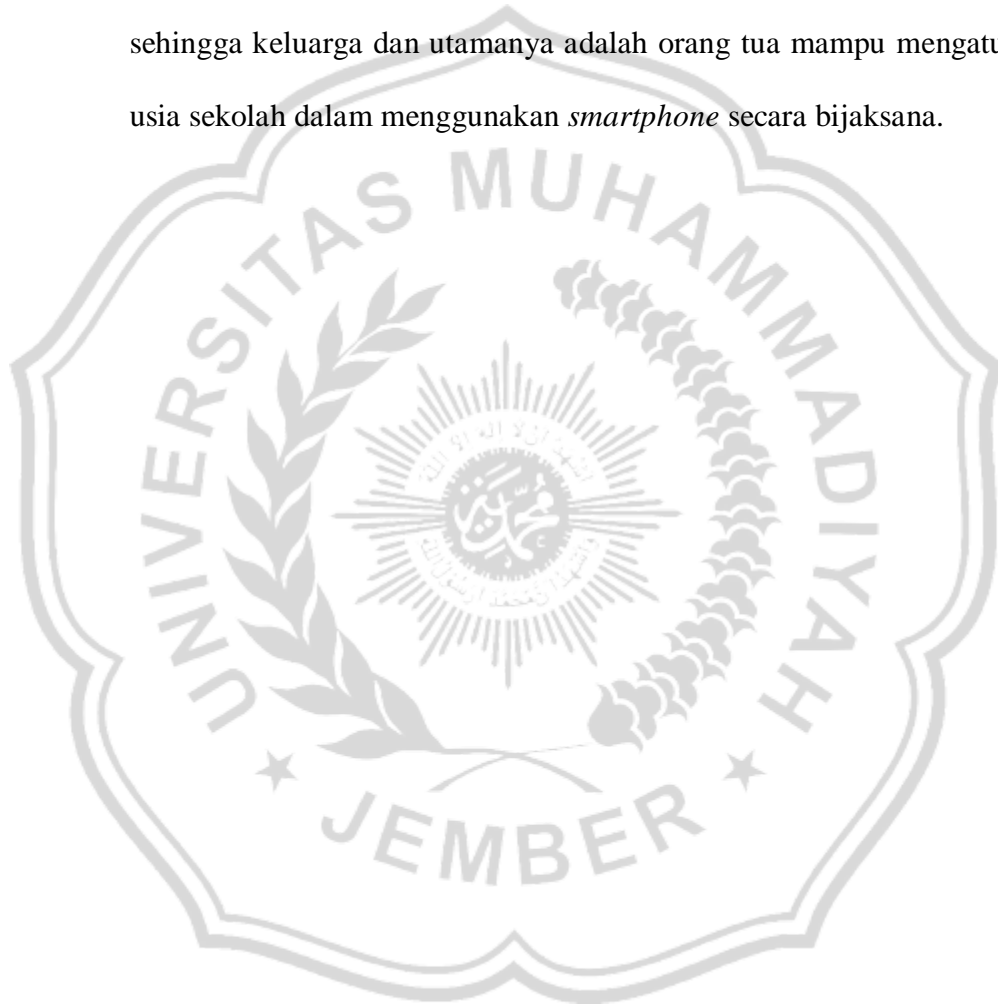 sehingga keluarga dan utamanya adalah orang tua mampu mengatu
usia sekolah dalam menggunakan smartphone secara bijaksana.
UNIVERSITAS MUHAMMADIYAH
JEMBER